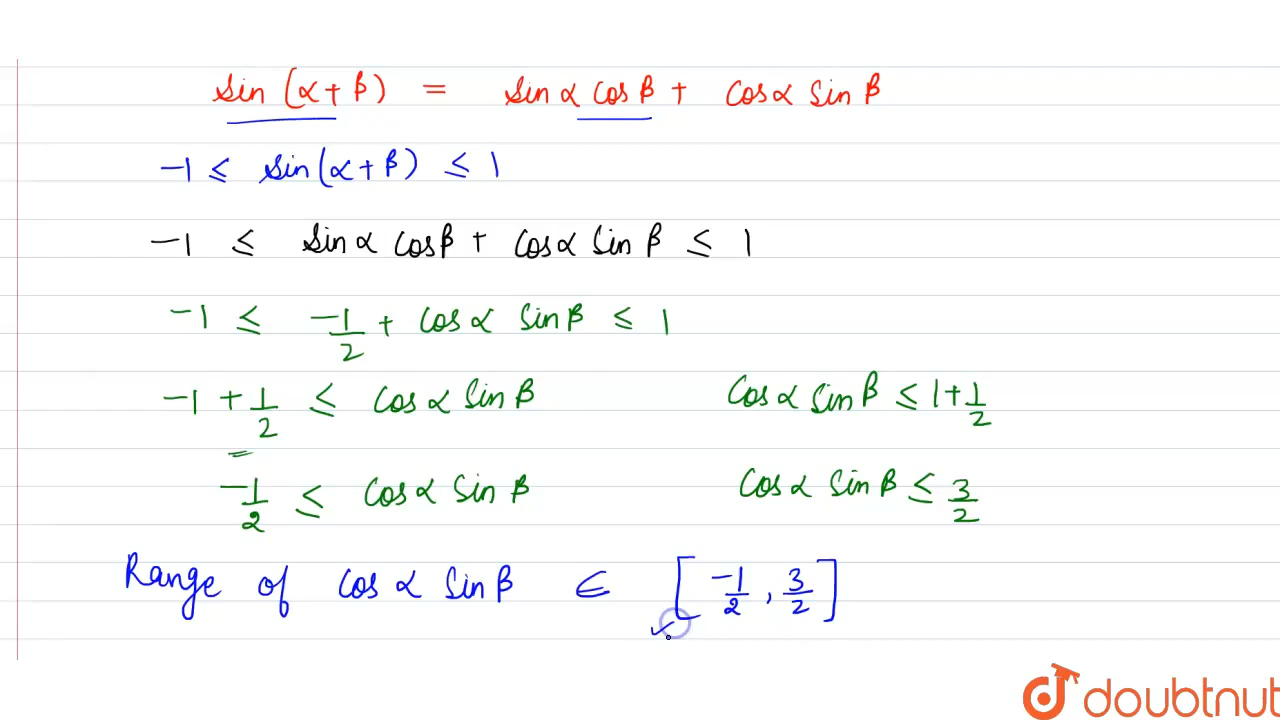 sin (α + β) = sin α cos β + cos α sin β
-1 ≤ sin(α + β) ≤ 1
-1 ≤ sin α cos β + cos α sin β ≤ 1
-1 ≤ -1/2 + cos α sin β ≤ 1
-1 + 1/2 ≤ cos α sin β cos α sin β ≤ 1 + 1/2
-1/2 ≤ cos α sin β cos α sin β ≤ 3/2
Range of cos α sin β ∈ [-1/2, 3/2]
doubtnut